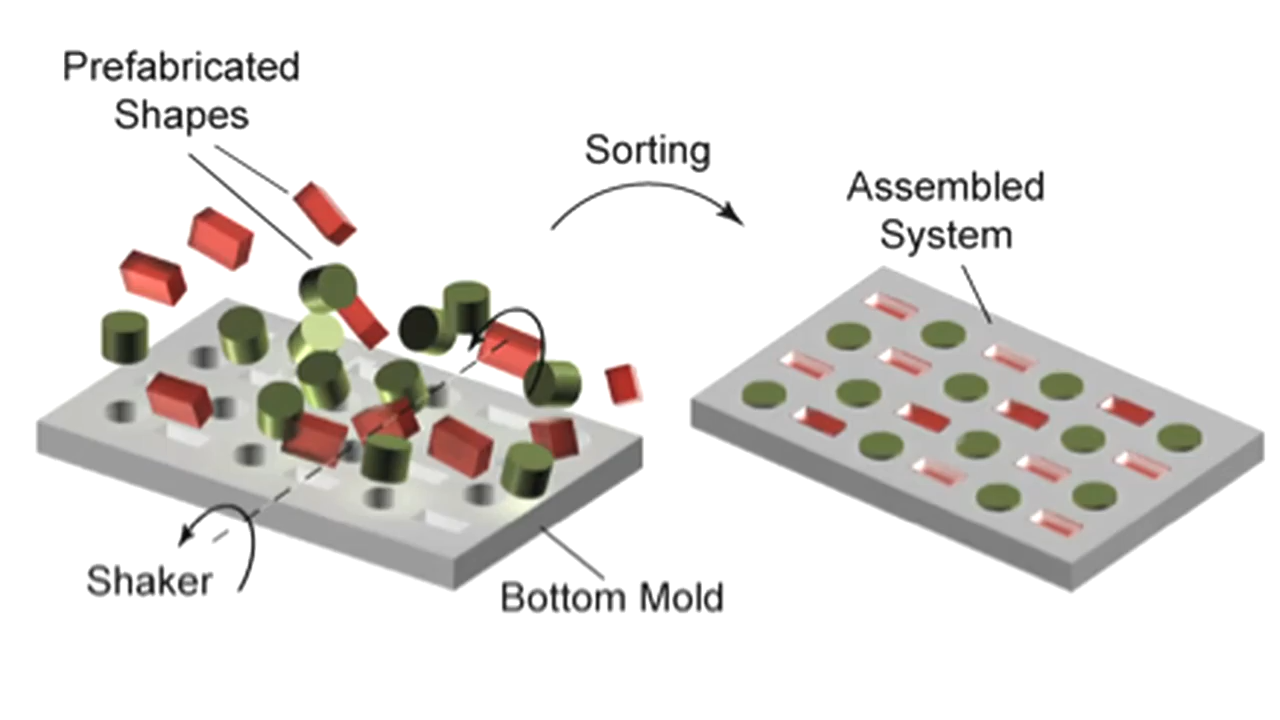 Prefabricated
Shapes
Sorting
Assembled
System
Shaker
Bottom Mold